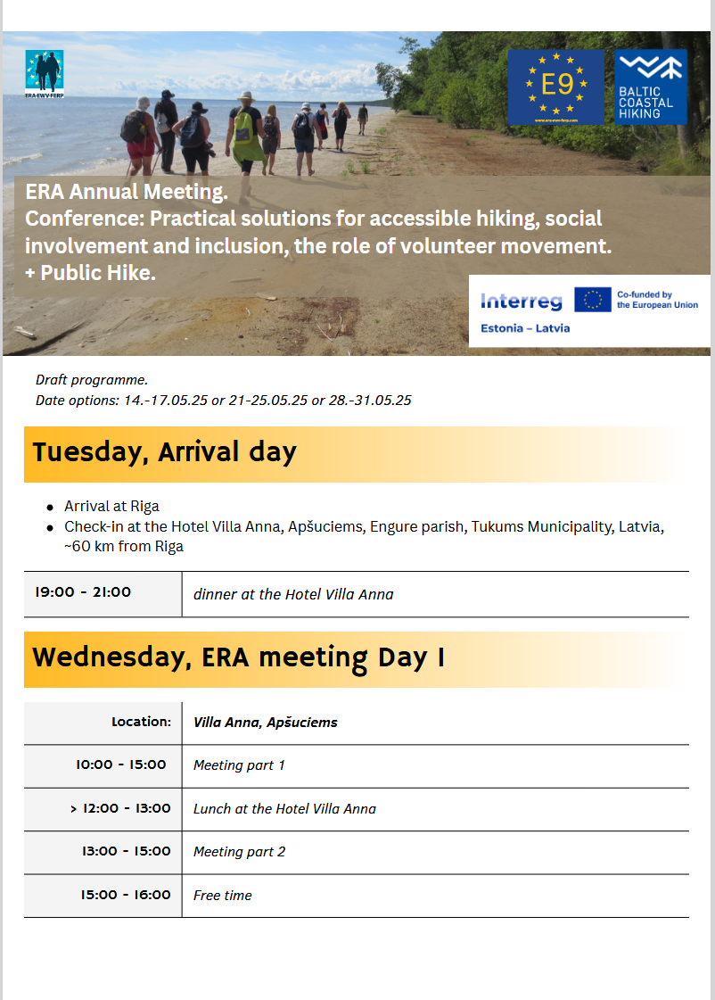 ERA-EWV-FERP
E9
www.era-ewv-ferp.com
BALTIC
COASTAL
HIKING
ERA Annual Meeting.
Conference: Practical solutions for accessible hiking, social
involvement and inclusion, the role of volunteer movement.
+ Public Hike.
Interreg
Co-funded by
the European Union
Estonia – Latvia
Draft programme.
Date options: 14.-17.05.25 or 21-25.05.25 or 28.-31.05.25
Tuesday, Arrival day
● Arrival at Riga
● Check-in at the Hotel Villa Anna, Apšuciems, Engure parish, Tukums Municipality, Latvia,
~60 km from Riga
19:00 - 21:00 dinner at the Hotel Villa Anna
Wednesday, ERA meeting Day 1
Location: Villa Anna, Apšuciems
10:00 - 15:00 Meeting part 1
> 12:00 - 13:00 Lunch at the Hotel Villa Anna
13:00 - 15:00 Meeting part 2
15:00 - 16:00 Free time